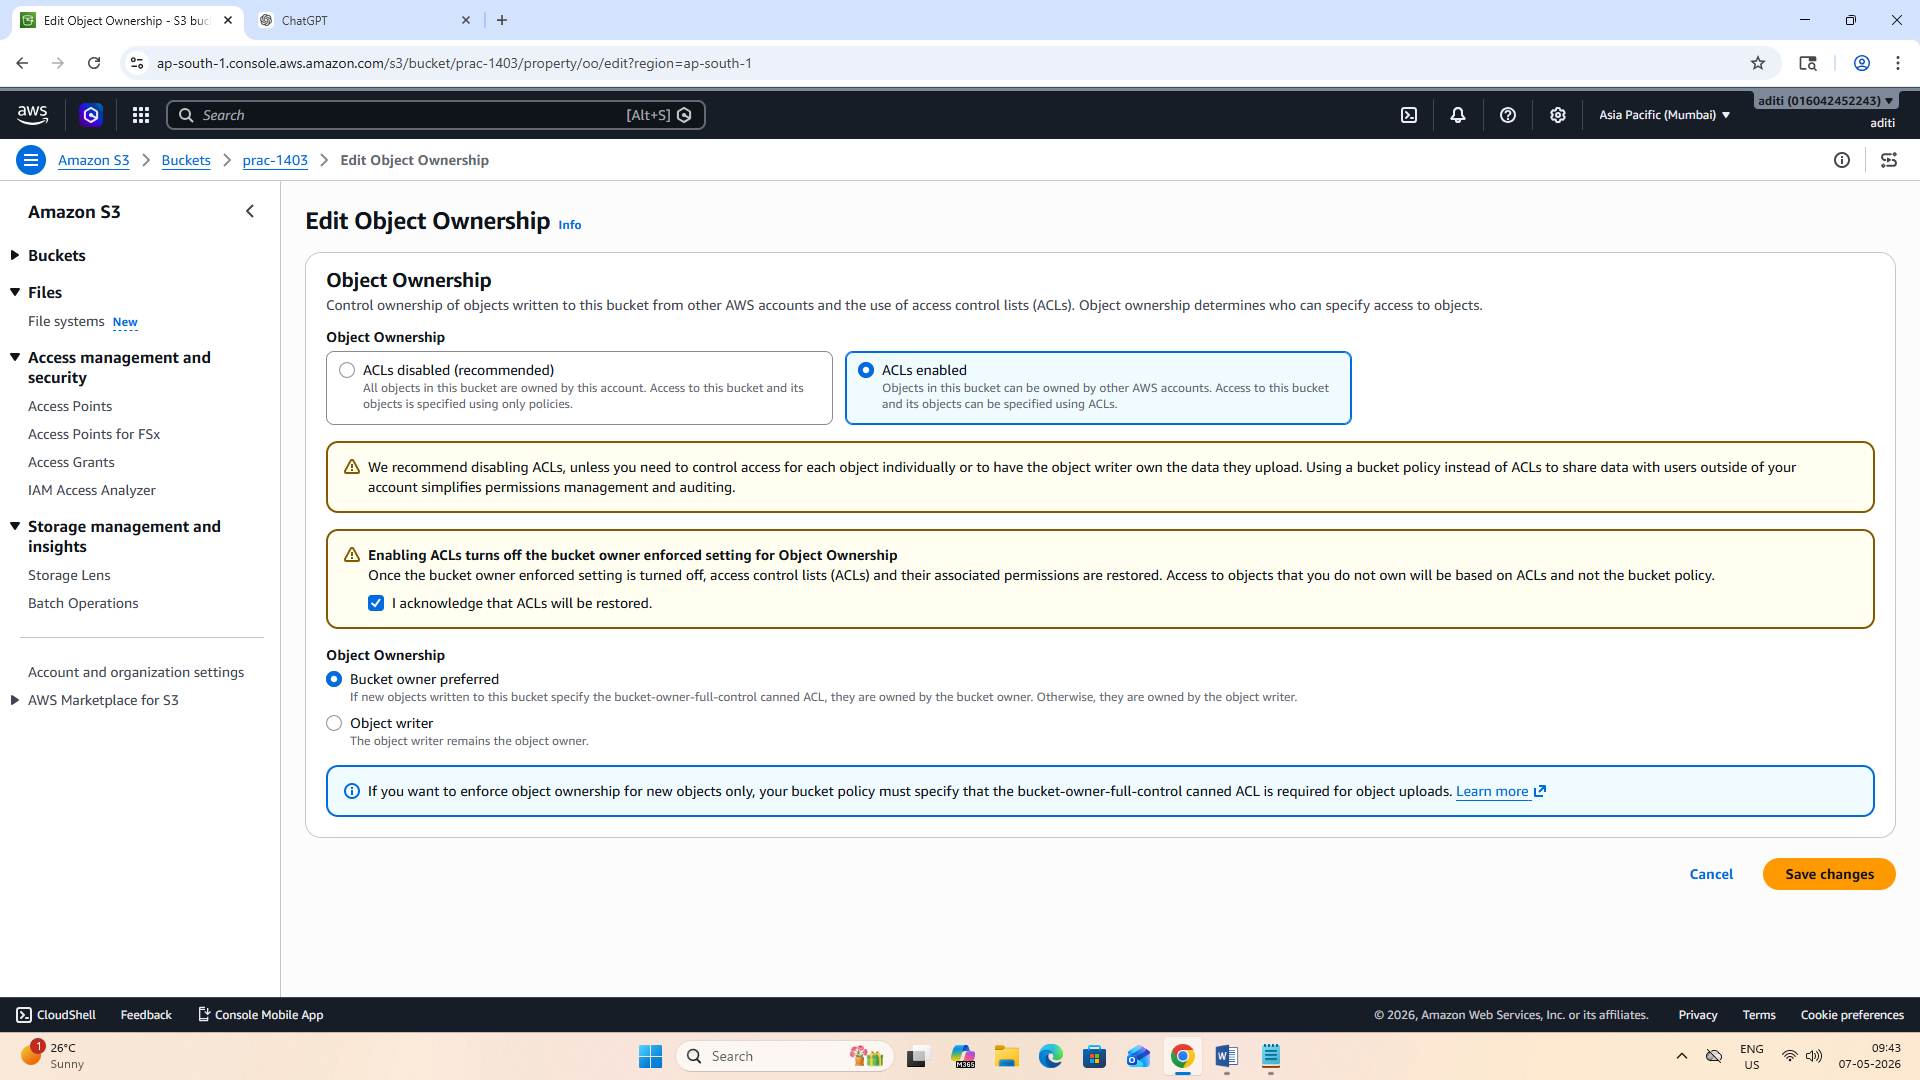 Edit Object Ownership - S3 buc
ChatGPT
ap-south-1.console.aws.amazon.com/s3/bucket/prac-1403/property/oo/edit?region=ap-south-1
aws
Search
[Alt+S]
Asia Pacific (Mumbai)
aditi (016042452243)
aditi
Amazon S3
Buckets
prac-1403
Edit Object Ownership
Amazon S3
Buckets
Files
File systems New
Access management and
security
Access Points
Access Points for FSx
Access Grants
IAM Access Analyzer
Storage management and
insights
Storage Lens
Batch Operations
Account and organization settings
AWS Marketplace for S3
Edit Object Ownership Info
Object Ownership
Control ownership of objects written to this bucket from other AWS accounts and the use of access control lists (ACLs). Object ownership determines who can specify access to objects.
Object Ownership
ACLs disabled (recommended)
All objects in this bucket are owned by this account. Access to this bucket and its
objects is specified using only policies.
ACLs enabled
Objects in this bucket can be owned by other AWS accounts. Access to this bucket
and its objects can be specified using ACLs.
We recommend disabling ACLs, unless you need to control access for each object individually or to have the object writer own the data they upload. Using a bucket policy instead of ACLs to share data with users outside of your
account simplifies permissions management and auditing.
Enabling ACLs turns off the bucket owner enforced setting for Object Ownership
Once the bucket owner enforced setting is turned off, access control lists (ACLs) and their associated permissions are restored. Access to objects that you do not own will be based on ACLs and not the bucket policy.
I acknowledge that ACLs will be restored.
Object Ownership
Bucket owner preferred
If new objects written to this bucket specify the bucket-owner-full-control canned ACL, they are owned by the bucket owner. Otherwise, they are owned by the object writer.
Object writer
The object writer remains the object owner.
If you want to enforce object ownership for new objects only, your bucket policy must specify that the bucket-owner-full-control canned ACL is required for object uploads. Learn more
Cancel
Save changes
CloudShell
Feedback
Console Mobile App
© 2026, Amazon Web Services, Inc. or its affiliates.
Privacy
Terms
Cookie preferences
1
26°C
Sunny
Search
M365
ENG
US
09:43
07-05-2026